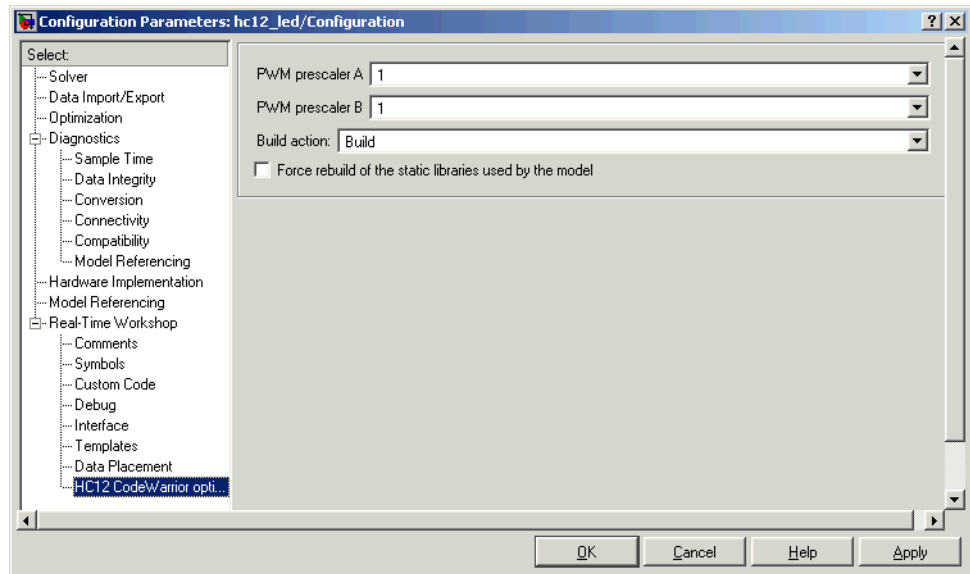 Configuration Parameters: hc12_led/Configuration
Select:
Solver
Data Import/Export
Optimization
Diagnostics
Sample Time
Data Integrity
Conversion
Connectivity
Compatibility
Model Referencing
Hardware Implementation
Model Referencing
Real-Time Workshop
Comments
Symbols
Custom Code
Debug
Interface
Templates
Data Placement
HC12 CodeWarrior opti...
PWM prescaler A 1
PWM prescaler B 1
Build action: Build
Force rebuild of the static libraries used by the model
OK Cancel Help Apply